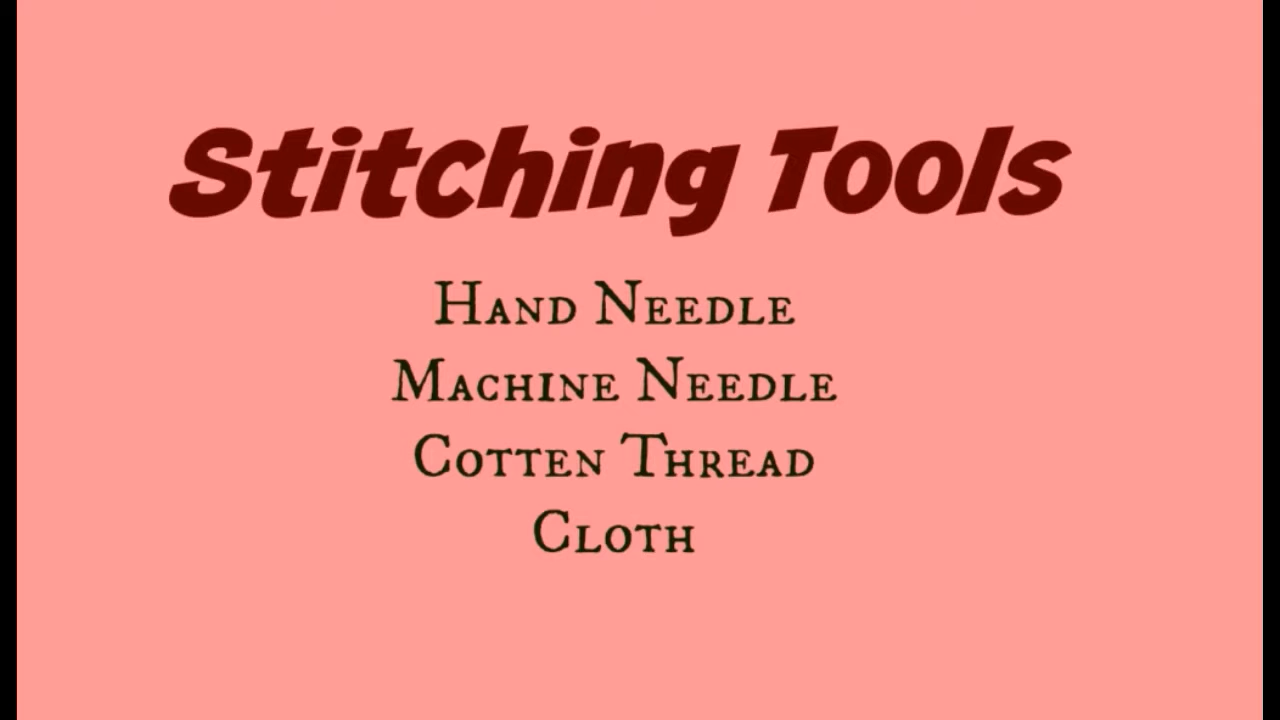 Stitching Tools
Hand Needle
Machine Needle
Cotten Thread
Cloth